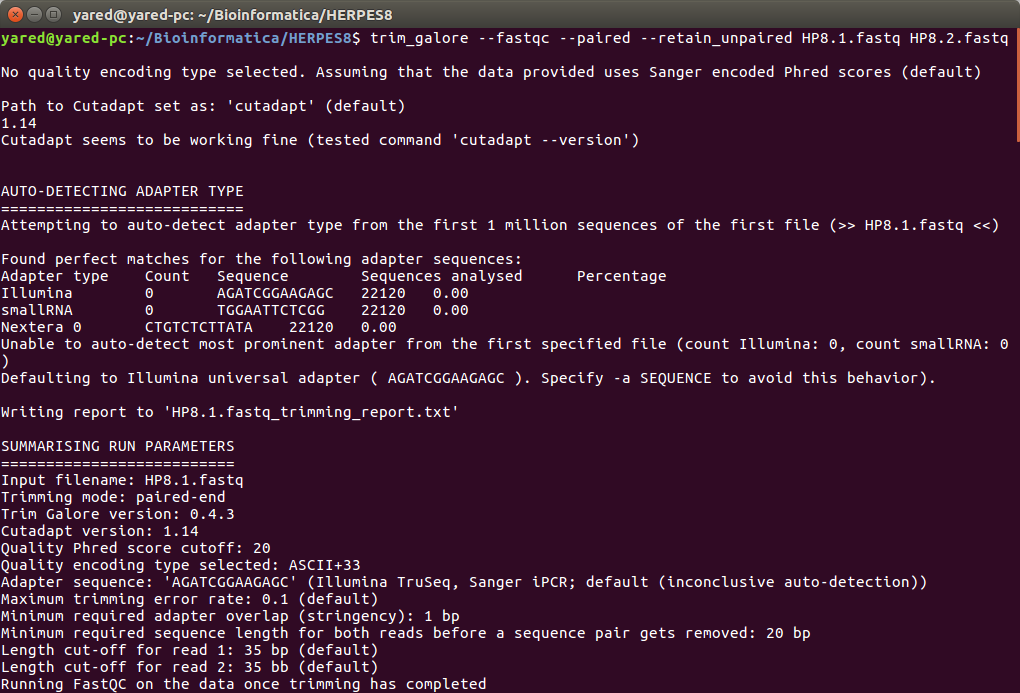 yared@yared-pc: ~/Bioinformatica/HERPES8
yared@yared-pc:~/Bioinformatica/HERPES8$ trim_galore --fastqc --paired --retain_unpaired HP8.1.fastq HP8.2.fastq
No quality encoding type selected. Assuming that the data provided uses Sanger encoded Phred scores (default)
Path to Cutadapt set as: 'cutadapt' (default)
1.14
Cutadapt seems to be working fine (tested command 'cutadapt --version')
AUTO-DETECTING ADAPTER TYPE
===========================
Attempting to auto-detect adapter type from the first 1 million sequences of the first file (>> HP8.1.fastq <<)
Found perfect matches for the following adapter sequences:
Adapter type    Count   Sequence        Sequences analysed      Percentage
Illumina        0       AGATCGGAAGAGC   22120   0.00
smallRNA        0       TGGAATTCTCGG    22120   0.00
Nextera 0       CTGTCTCTTATA    22120   0.00
Unable to auto-detect most prominent adapter from the first specified file (count Illumina: 0, count smallRNA: 0
)
Defaulting to Illumina universal adapter ( AGATCGGAAGAGC ). Specify -a SEQUENCE to avoid this behavior).
Writing report to 'HP8.1.fastq_trimming_report.txt'
SUMMARISING RUN PARAMETERS
==========================
Input filename: HP8.1.fastq
Trimming mode: paired-end
Trim Galore version: 0.4.3
Cutadapt version: 1.14
Quality Phred score cutoff: 20
Quality encoding type selected: ASCII+33
Adapter sequence: 'AGATCGGAAGAGC' (Illumina TruSeq, Sanger iPCR; default (inconclusive auto-detection))
Maximum trimming error rate: 0.1 (default)
Minimum required adapter overlap (stringency): 1 bp
Minimum required sequence length for both reads before a sequence pair gets removed: 20 bp
Length cut-off for read 1: 35 bp (default)
Length cut-off for read 2: 35 bb (default)
Running FastQC on the data once trimming has completed